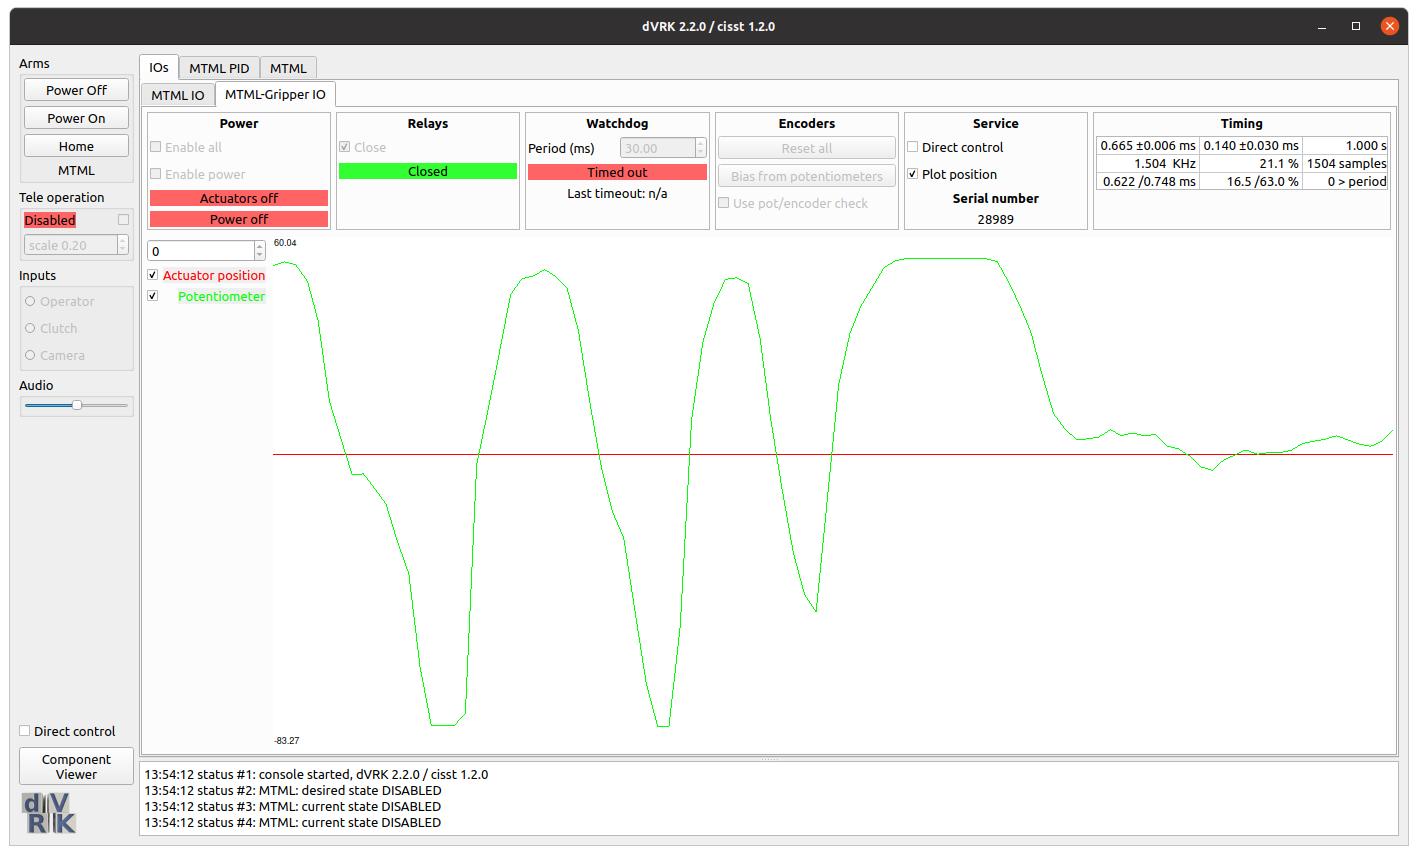 dVRK 2.2.0 / cisst 1.2.0
Arms
Power Off
Power On
Home
MTML
Tele operation
Disabled
scale 0.20
Inputs
Operator
Clutch
Camera
Audio
Direct control
Component
Viewer
dVRK
IOs MTML PID MTML
MTML IO MTML-Gripper IO
Power
Enable all
Enable power
Actuators off
Power off
Relays
Close
Closed
Watchdog
Period (ms) 30.00
Timed out
Last timeout: n/a
Encoders
Reset all
Bias from potentiometers
Use pot/encoder check
Service
Direct control
Plot position
Serial number
28989
Timing
0.665 ±0.006 ms 0.140 ±0.030 ms 1.000 s
1.504 KHz 21.1 % 1504 samples
0.622 /0.748 ms 16.5 /63.0 % 0 > period
0
Actuator position
Potentiometer
60.04
-83.27
13:54:12 status #1: console started, dVRK 2.2.0 / cisst 1.2.0
13:54:12 status #2: MTML: desired state DISABLED
13:54:12 status #3: MTML: current state DISABLED
13:54:12 status #4: MTML: current state DISABLED